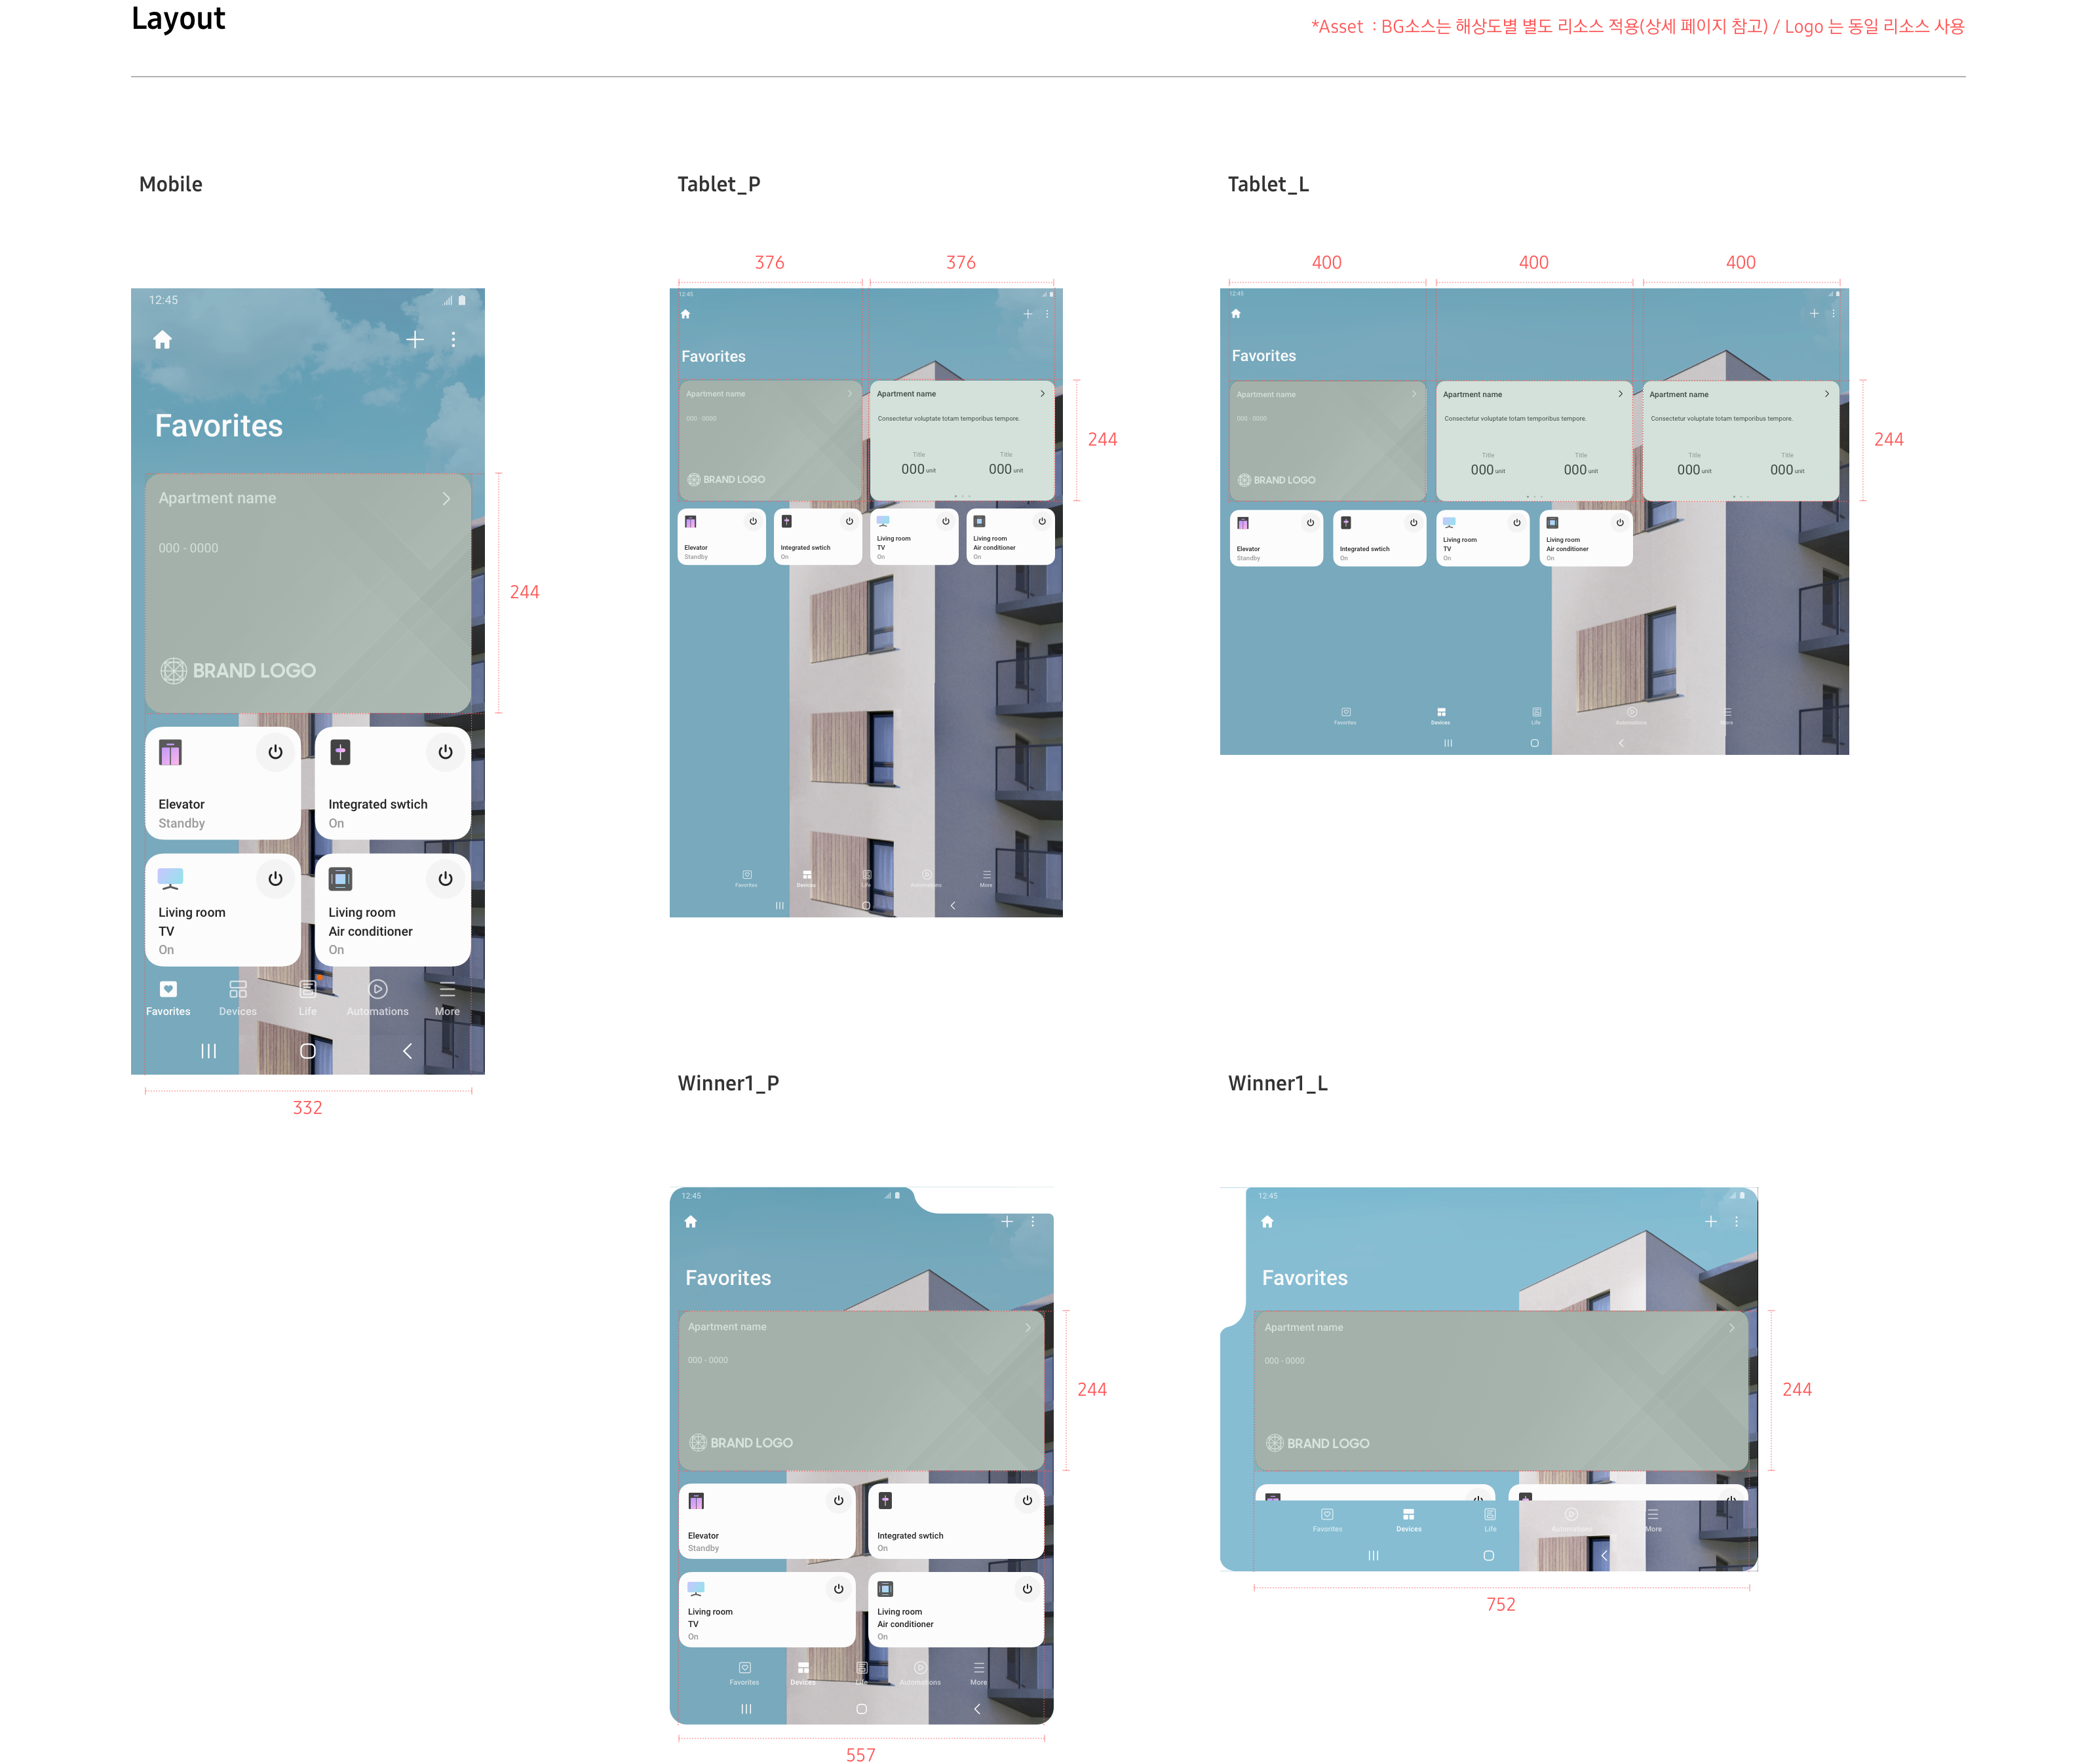 Layout
*Asset : BG소스는 해상도별 별도 리소스 적용(상세 페이지 참고) / Logo 는 동일 리소스 사용
Mobile
12:45
Favorites
Apartment name
000 - 0000
BRAND LOGO
244
Elevator
Standby
Integrated swtich
On
Living room
TV
On
Living room
Air conditioner
On
Favorites
Devices
Life
Automations
More
332
Tablet_P
376
376
12:45
Favorites
Apartment name
000 - 0000
BRAND LOGO
Apartment name
Consectetur voluptate totam temporibus tempore.
Title
000 unit
Title
000 unit
244
Elevator
Standby
Integrated swtich
On
Living room
TV
On
Living room
Air conditioner
On
Favorites
Devices
Life
Automations
More
Tablet_L
400
400
400
12:45
Favorites
Apartment name
000 - 0000
BRAND LOGO
Apartment name
Consectetur voluptate totam temporibus tempore.
Title
000 unit
Title
000 unit
Apartment name
Consectetur voluptate totam temporibus tempore.
Title
000 unit
Title
000 unit
244
Elevator
Standby
Integrated swtich
On
Living room
TV
On
Living room
Air conditioner
On
Favorites
Devices
Life
Automations
More
Winner1_P
12:45
Favorites
Apartment name
000 - 0000
BRAND LOGO
244
Elevator
Standby
Integrated swtich
On
Living room
TV
On
Living room
Air conditioner
On
Favorites
Devices
Life
Automations
More
557
Winner1_L
12:45
Favorites
Apartment name
000 - 0000
BRAND LOGO
244
Favorites
Devices
Life
Automations
More
752